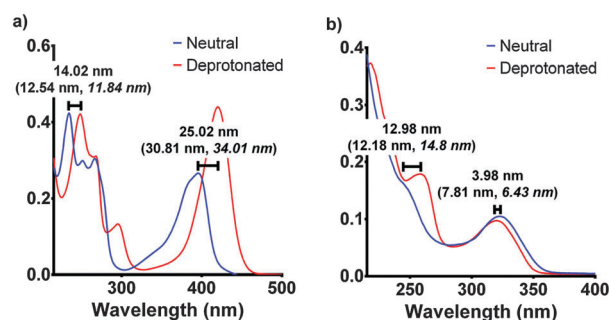 a)
0.6
Neutral
Deprotonated
14.02 nm
(12.54 nm, 11.84 nm)
0.4
25.02 nm
(30.81 nm, 34.01 nm)
0.2
0.0
300
400
500
Wavelength (nm)
b)
0.4
Neutral
Deprotonated
0.3
12.98 nm
(12.18 nm, 14.8 nm)
0.2
3.98 nm
(7.81 nm, 6.43 nm)
0.1
0.0
250
300
350
400
Wavelength (nm)